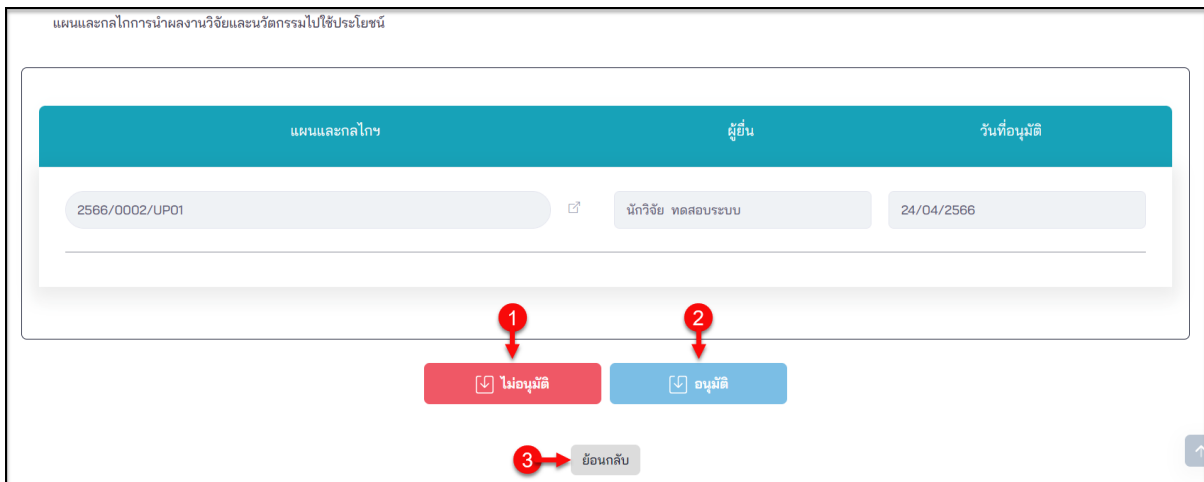 แผนและกลไกการนำผลงานวิจัยและนวัตกรรมไปใช้ประโยชน์
แผนและกลไกฯ ผู้ยื่น วันที่อนุมัติ
2566/0002/UP01 นักวิจัย ทดสอบระบบ 24/04/2566
1 2
ไม่อนุมัติ อนุมัติ
3 ย้อนกลับ